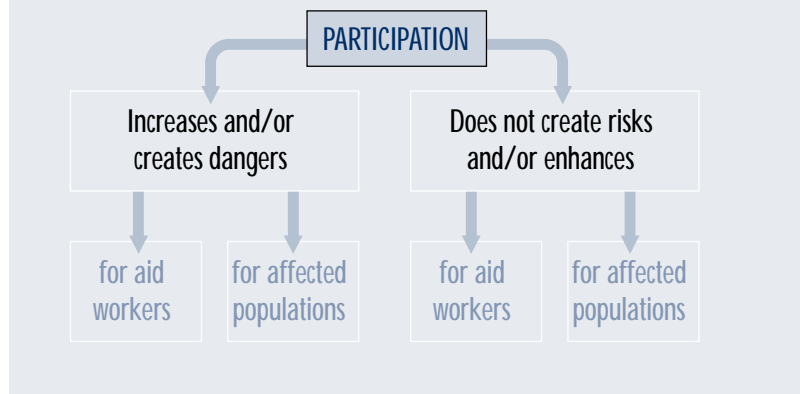 PARTICIPATION
Increases and/or
creates dangers
Does not create risks
and/or enhances
for aid
workers
for affected
populations
for aid
workers
for affected
populations